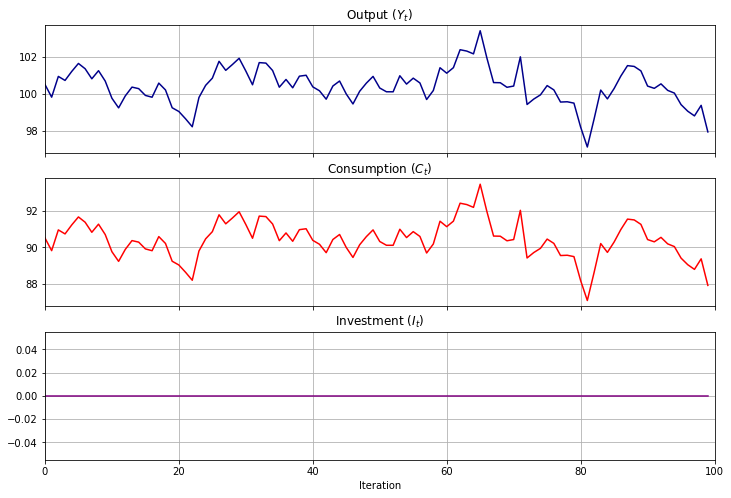 Output (Y_t)
102
100
98
Consumption (C_t)
92
90
88
Investment (I_t)
0.04
0.02
0.00
−0.02
−0.04
0 20 40 60 80 100
Iteration